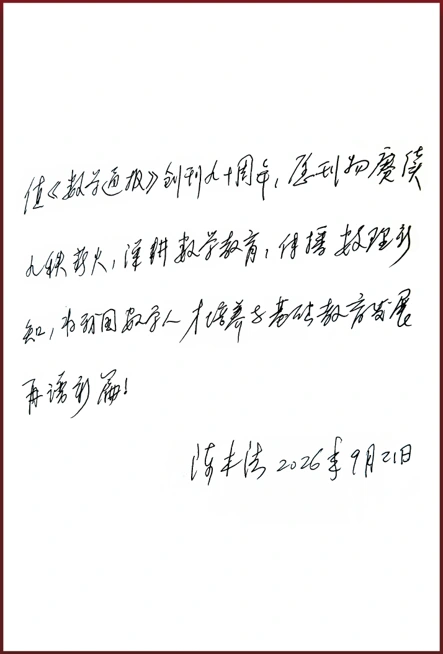 值《数学通报》创刊九十周年，愿刊物赓续
九秩薪火，深耕数学教育，传播数理新
知，为我国数学人才培养与基础教育发展
再谱新篇！
陈木法 2026年9月21日